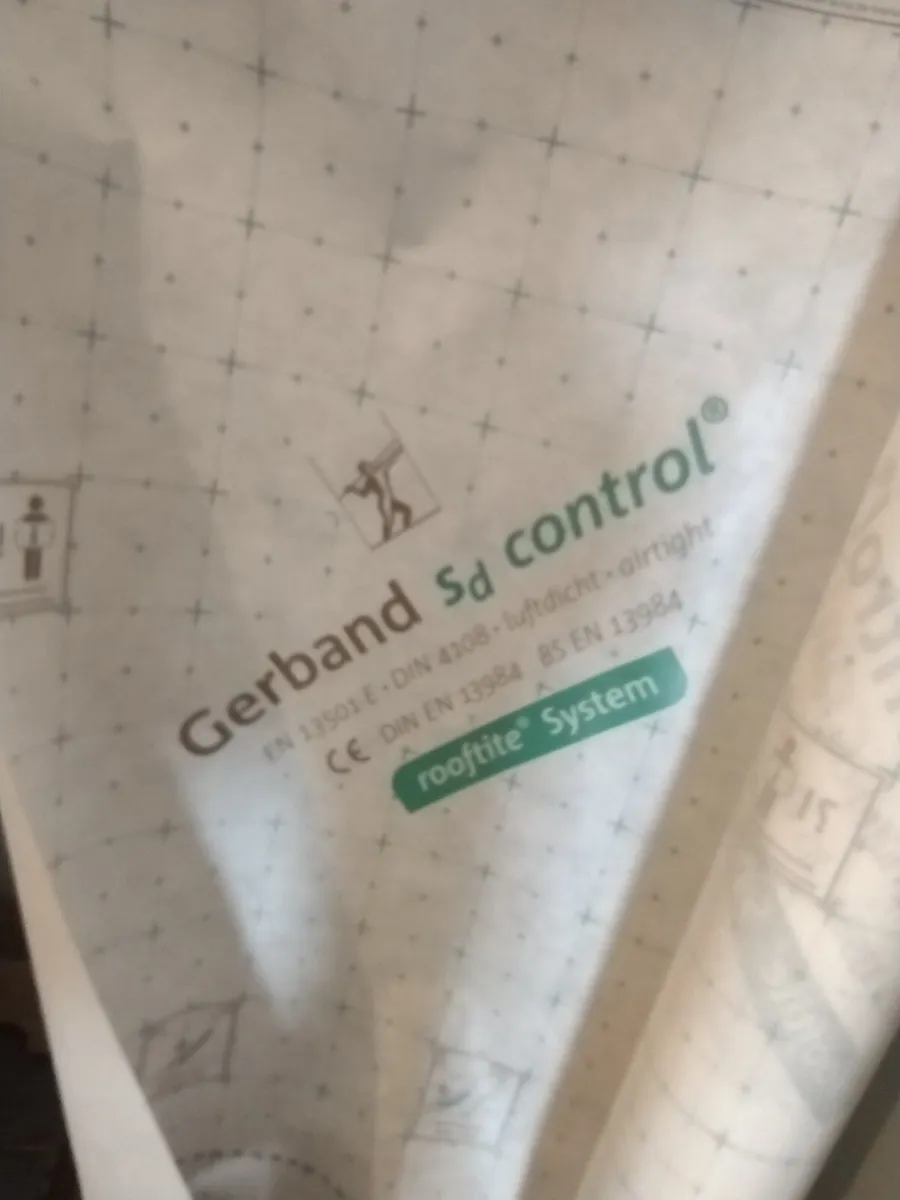 Gerband Sd control®
EN 13501 E · DIN 4108 · luftdicht · airtight
CE DIN EN 13984 BS EN 13984
rooftite® System